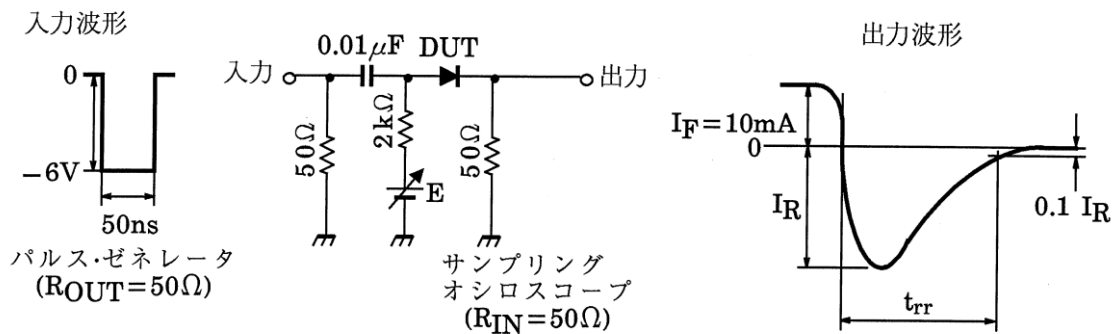 入力波形
0
−6V
50ns
パルス・ゼネレータ
(ROUT=50Ω)
0.01μF DUT
入力
出力
50Ω
2kΩ
E
50Ω
サンプリング
オシロスコープ
(RIN=50Ω)
出力波形
IF=10mA
0
IR
0.1 IR
trr